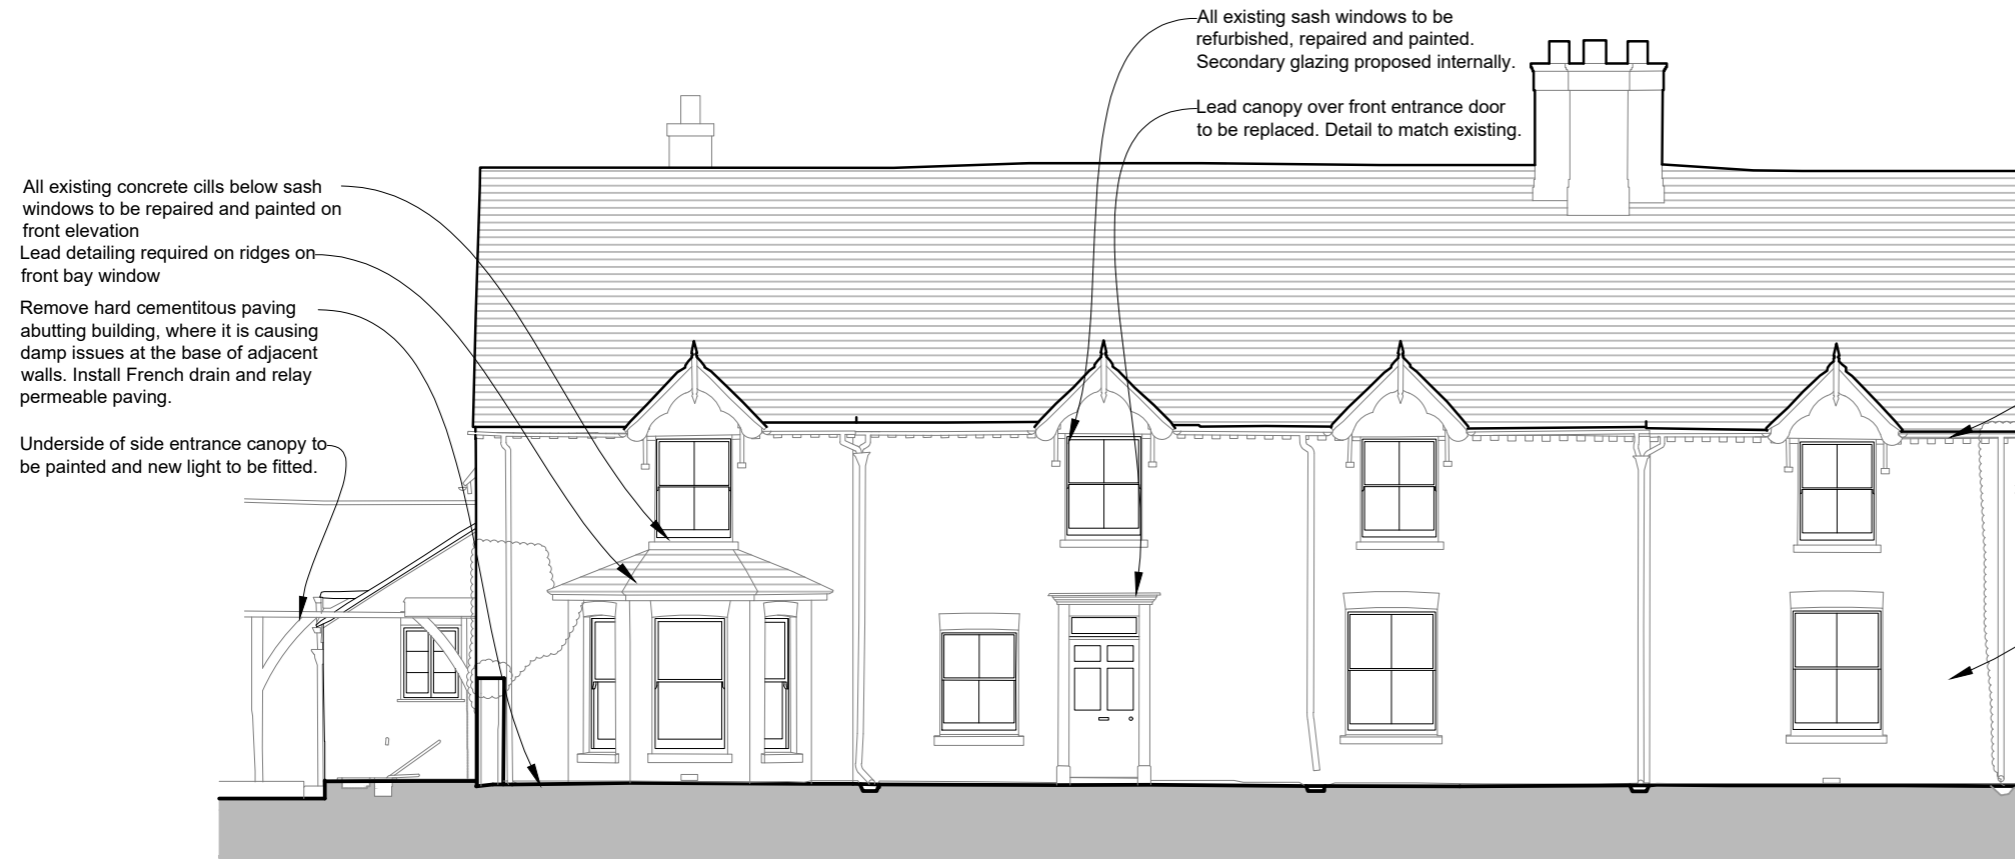 All existing sash windows to be
refurbished, repaired and painted.
Secondary glazing proposed internally.
Lead canopy over front entrance door
to be replaced. Detail to match existing.
All existing concrete cills below sash
windows to be repaired and painted on
front elevation
Lead detailing required on ridges on
front bay window
Remove hard cementitous paving
abutting building, where it is causing
damp issues at the base of adjacent
walls. Install French drain and relay
permeable paving.
Underside of side entrance canopy to
be painted and new light to be fitted.